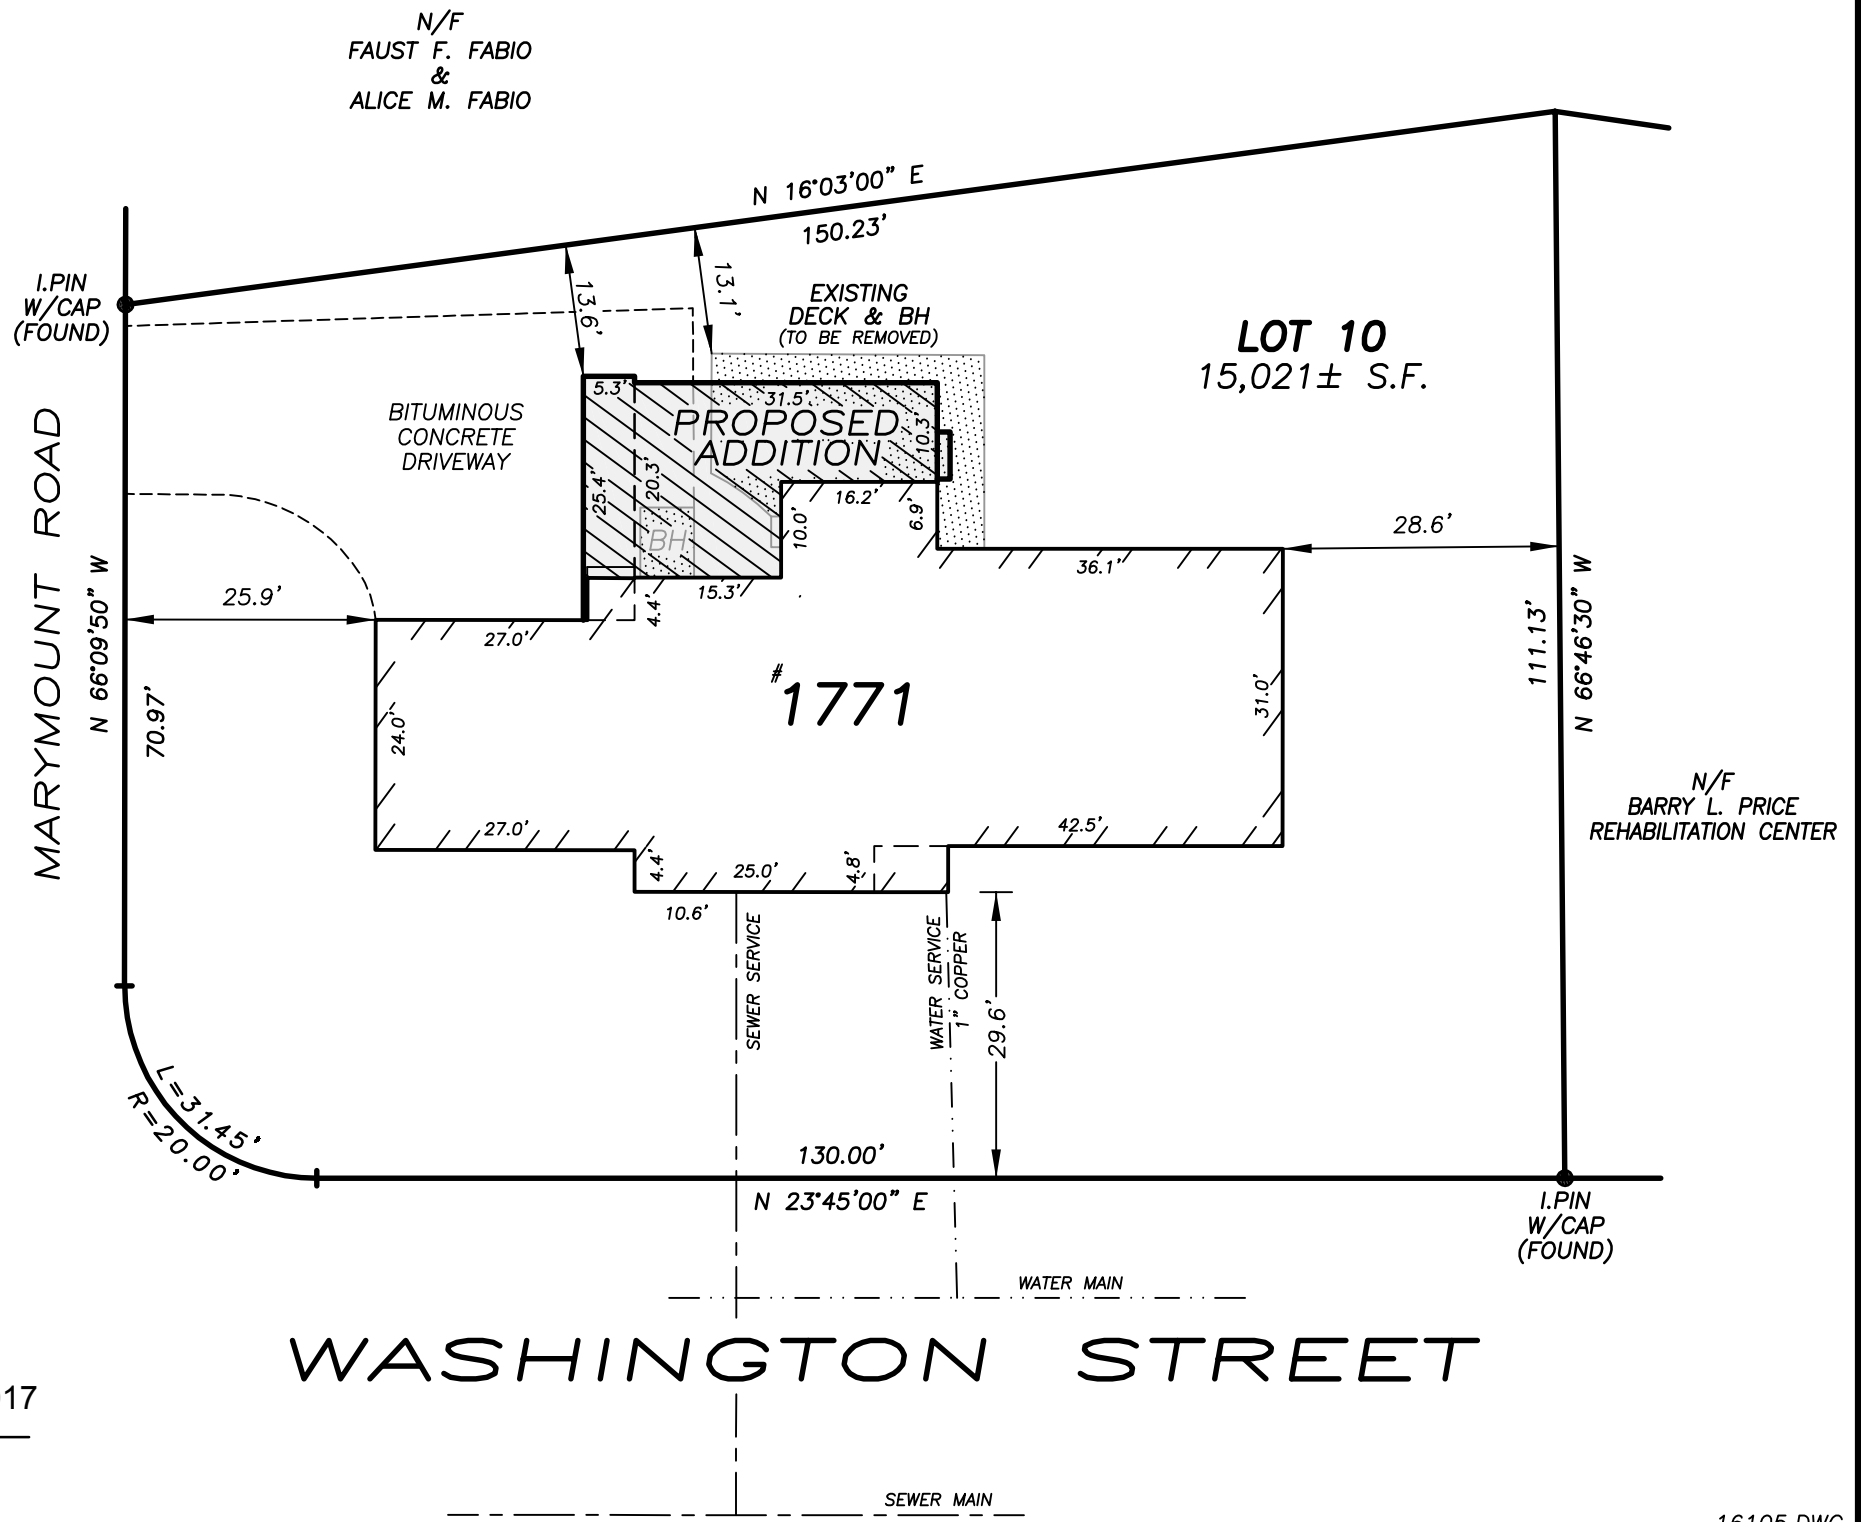 N/F
FAUST F. FABIO
&
ALICE M. FABIO
N 16°03'00" E
150.23'
I.PIN
W/CAP
(FOUND)
13.6'
13.1'
EXISTING
DECK & BH
(TO BE REMOVED)
LOT 10
15,021± S.F.
BITUMINOUS
CONCRETE
DRIVEWAY
5.3'
31.5'
PROPOSED
ADDITION
10.3'
25.4'
20.3'
16.2'
10.0'
6.9'
BH
15.3'
4.4'
36.1'
28.6'
25.9'
27.0'
MARYMOUNT ROAD
N 66°09'50" W
70.97'
24.0'
#1771
31.0'
111.13'
N 66°46'30" W
N/F
BARRY L. PRICE
REHABILITATION CENTER
27.0'
4.4'
25.0'
4.8'
42.5'
10.6'
SEWER SERVICE
WATER SERVICE
1" COPPER
29.6'
L=31.45'
R=20.00'
130.00'
N 23°45'00" E
I.PIN
W/CAP
(FOUND)
WATER MAIN
WASHINGTON STREET
17
SEWER MAIN
16105.DWG